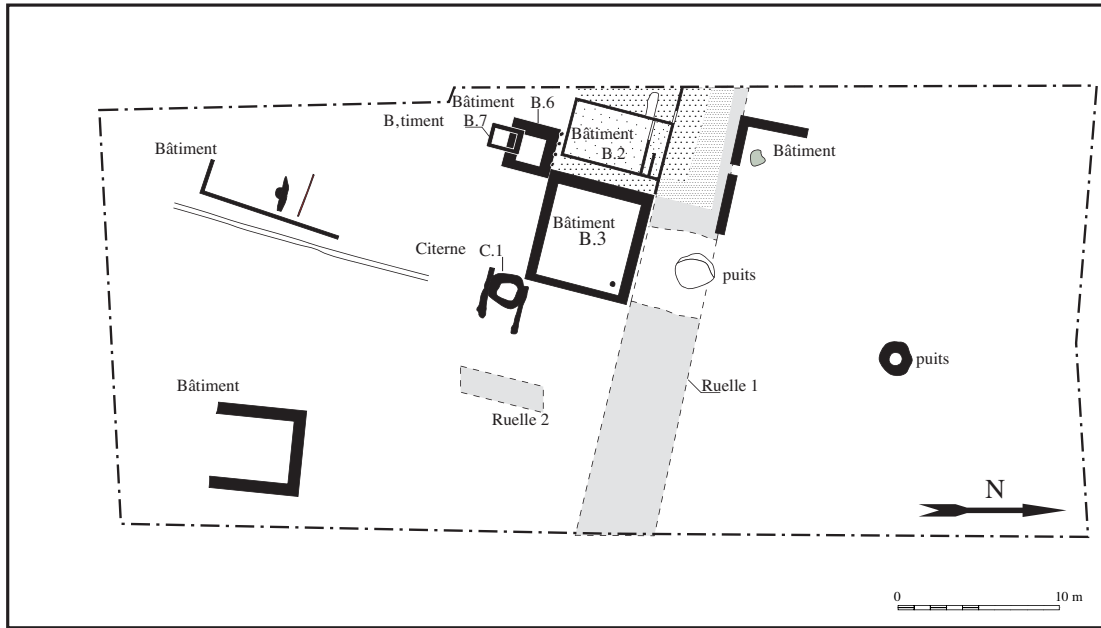 Bâtiment
B.6
B‚timent
B.7
Bâtiment
B.2
Bâtiment
Bâtiment
Bâtiment
B.3
Citerne
C.1
puits
puits
Bâtiment
Ruelle 1
Ruelle 2
N
0
10 m